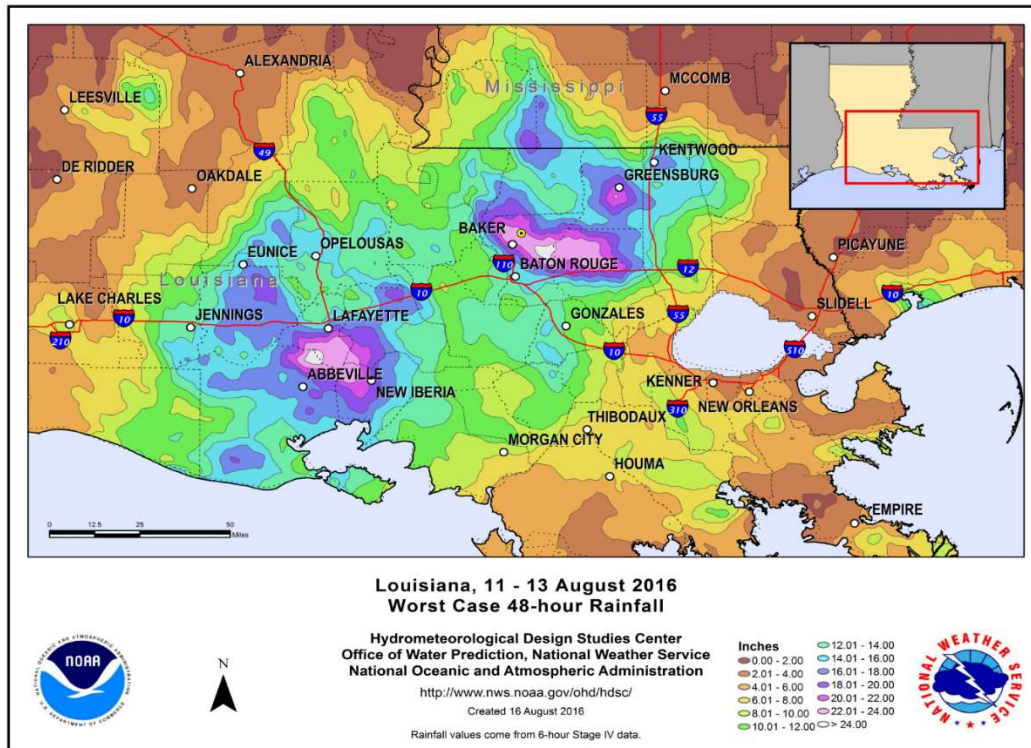 ALEXANDRIA
LEESVILLE
Mississippi
MCCOMB
55
49
KENTWOOD
DE RIDDER
OAKDALE
GREENSBURG
BAKER
EUNICE
OPELOUSAS
110
BATON ROUGE
12
PICAYUNE
Louisiana
LAKE CHARLES
10
10
10
SLIDELL
210
JENNINGS
LAFAYETTE
GONZALES
55
10
510
ABBEVILLE
NEW IBERIA
KENNER
NEW ORLEANS
310
THIBODAUX
MORGAN CITY
HOUMA
EMPIRE
0 12.5 25 50
Miles
Louisiana, 11 - 13 August 2016
Worst Case 48-hour Rainfall
Hydrometeorological Design Studies Center
Office of Water Prediction, National Weather Service
National Oceanic and Atmospheric Administration
http://www.nws.noaa.gov/ohd/hdsc/
Created 16 August 2016
Rainfall values come from 6-hour Stage IV data.
NATIONAL OCEANIC AND ATMOSPHERIC ADMINISTRATION
NOAA
U.S. DEPARTMENT OF COMMERCE
N
Inches
0.00 - 2.00
2.01 - 4.00
4.01 - 6.00
6.01 - 8.00
8.01 - 10.00
10.01 - 12.00
12.01 - 14.00
14.01 - 16.00
16.01 - 18.00
18.01 - 20.00
20.01 - 22.00
22.01 - 24.00
> 24.00
NATIONAL WEATHER SERVICE